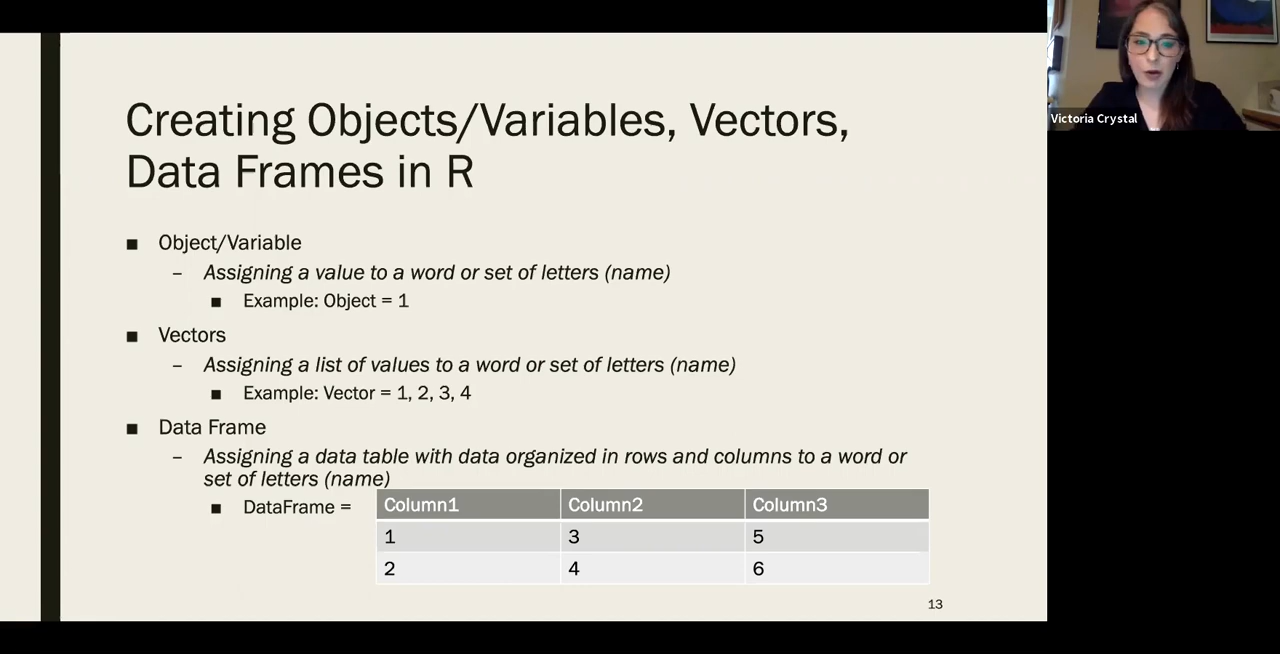 Creating Objects/Variables, Vectors,
Data Frames in R
■ Object/Variable
– Assigning a value to a word or set of letters (name)
■ Example: Object = 1
■ Vectors
– Assigning a list of values to a word or set of letters (name)
■ Example: Vector = 1, 2, 3, 4
■ Data Frame
– Assigning a data table with data organized in rows and columns to a word or
set of letters (name)
■ DataFrame =
Column1 Column2 Column3
1 3 5
2 4 6
13
Victoria Crystal